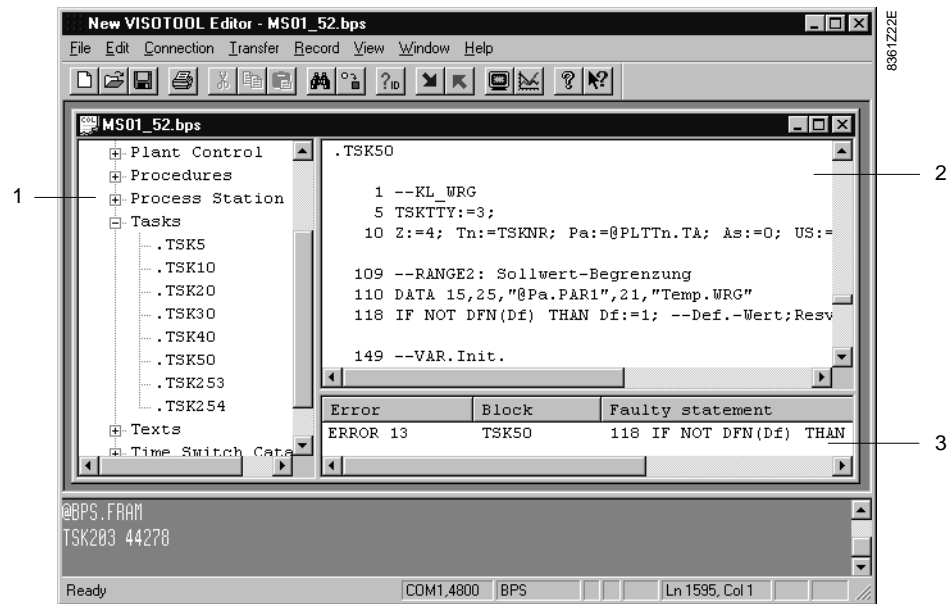 New VISOTOOL Editor - MS01_52.bps
8361Z22E
File Edit Connection Transfer Record View Window Help
?ID
COL
MS01_52.bps
Plant Control
Procedures
1
Process Station
Tasks
.TSK5
.TSK10
.TSK20
.TSK30
.TSK40
.TSK50
.TSK253
.TSK254
Texts
Time Switch Cata
.TSK50
2
1 --KL_WRG
5 TSKTTY:=3;
10 Z:=4; Tn:=TSKNR; Pa:=@PLTTn.TA; As:=0; US:=
109 --RANGE2: Sollwert-Begrenzung
110 DATA 15,25,"@Pa.PAR1",21,"Temp.WRG"
118 IF NOT DFN(Df) THAN Df:=1; --Def.-Wert;Resv
149 --VAR.Init.
Error Block Faulty statement
ERROR 13 TSK50 118 IF NOT DFN(Df) THAN
3
@BPS.FRAM
TSK203 44278
Ready COM1,4800 BPS Ln 1595, Col 1